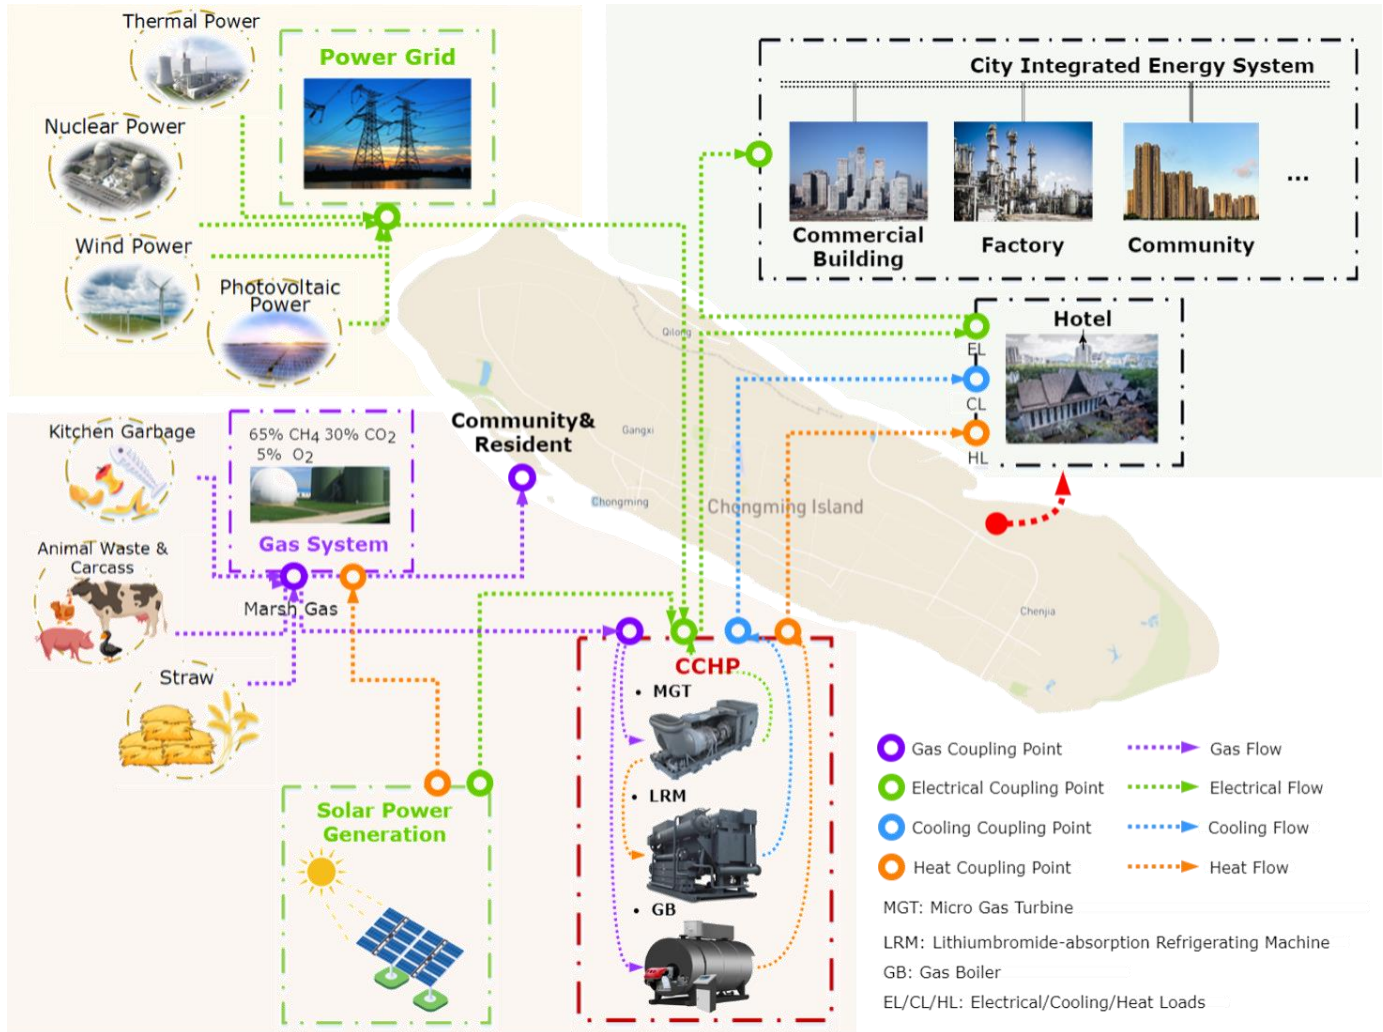 Thermal Power
Power Grid
Nuclear Power
Wind Power
Photovoltaic
Power
City Integrated Energy System
Commercial
Building
Factory
Community
...
Hotel
EL
CL
HL
Qilong
Gangxi
Chongming
Chongming Island
Chenjia
Kitchen Garbage
65% CH4 30% CO2
5% O2
Gas System
Community&
Resident
Animal Waste &
Carcass
Marsh Gas
Straw
Solar Power
Generation
CCHP
• MGT
• LRM
• GB
Gas Coupling Point
Gas Flow
Electrical Coupling Point
Electrical Flow
Cooling Coupling Point
Cooling Flow
Heat Coupling Point
Heat Flow
MGT: Micro Gas Turbine
LRM: Lithiumbromide-absorption Refrigerating Machine
GB: Gas Boiler
EL/CL/HL: Electrical/Cooling/Heat Loads